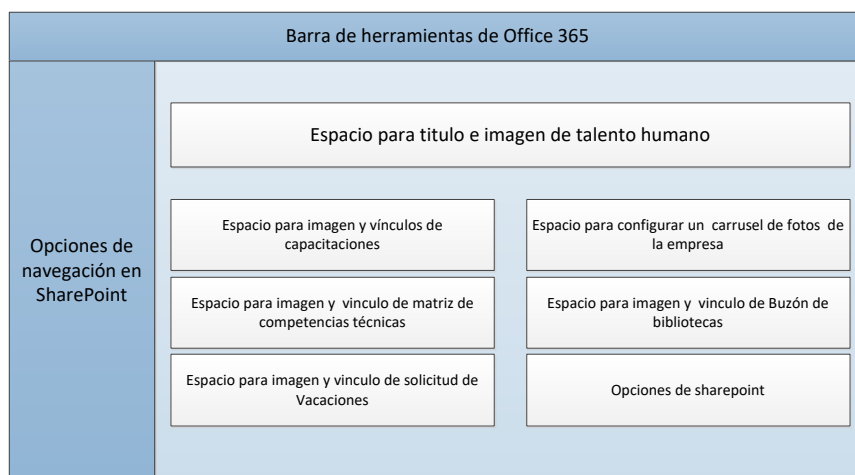 Barra de herramientas de Office 365
Opciones de
navegación en
SharePoint
Espacio para titulo e imagen de talento humano
Espacio para imagen y vínculos de
capacitaciones
Espacio para configurar un carrusel de fotos de
la empresa
Espacio para imagen y vinculo de matriz de
competencias técnicas
Espacio para imagen y vinculo de Buzón de
bibliotecas
Espacio para imagen y vinculo de solicitud de
Vacaciones
Opciones de sharepoint